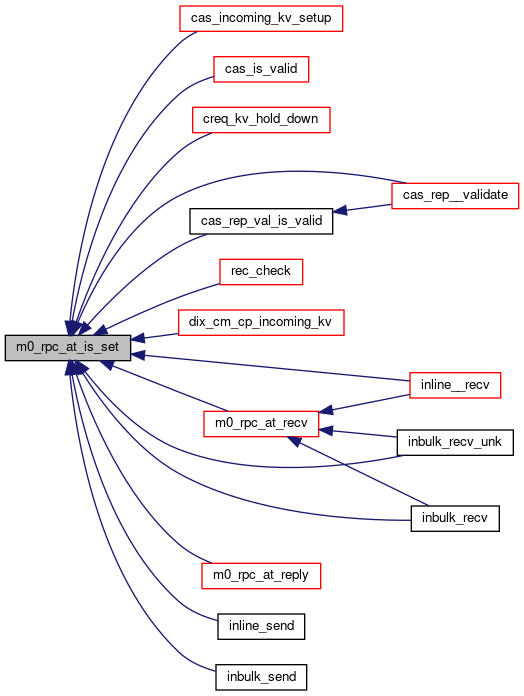 cas_incoming_kv_setup
cas_is_valid
creq_kv_hold_down
cas_rep__validate
cas_rep_val_is_valid
rec_check
dix_cm_cp_incoming_kv
m0_rpc_at_is_set
inline__recv
m0_rpc_at_recv
inbulk_recv_unk
inbulk_recv
m0_rpc_at_reply
inline_send
inbulk_send